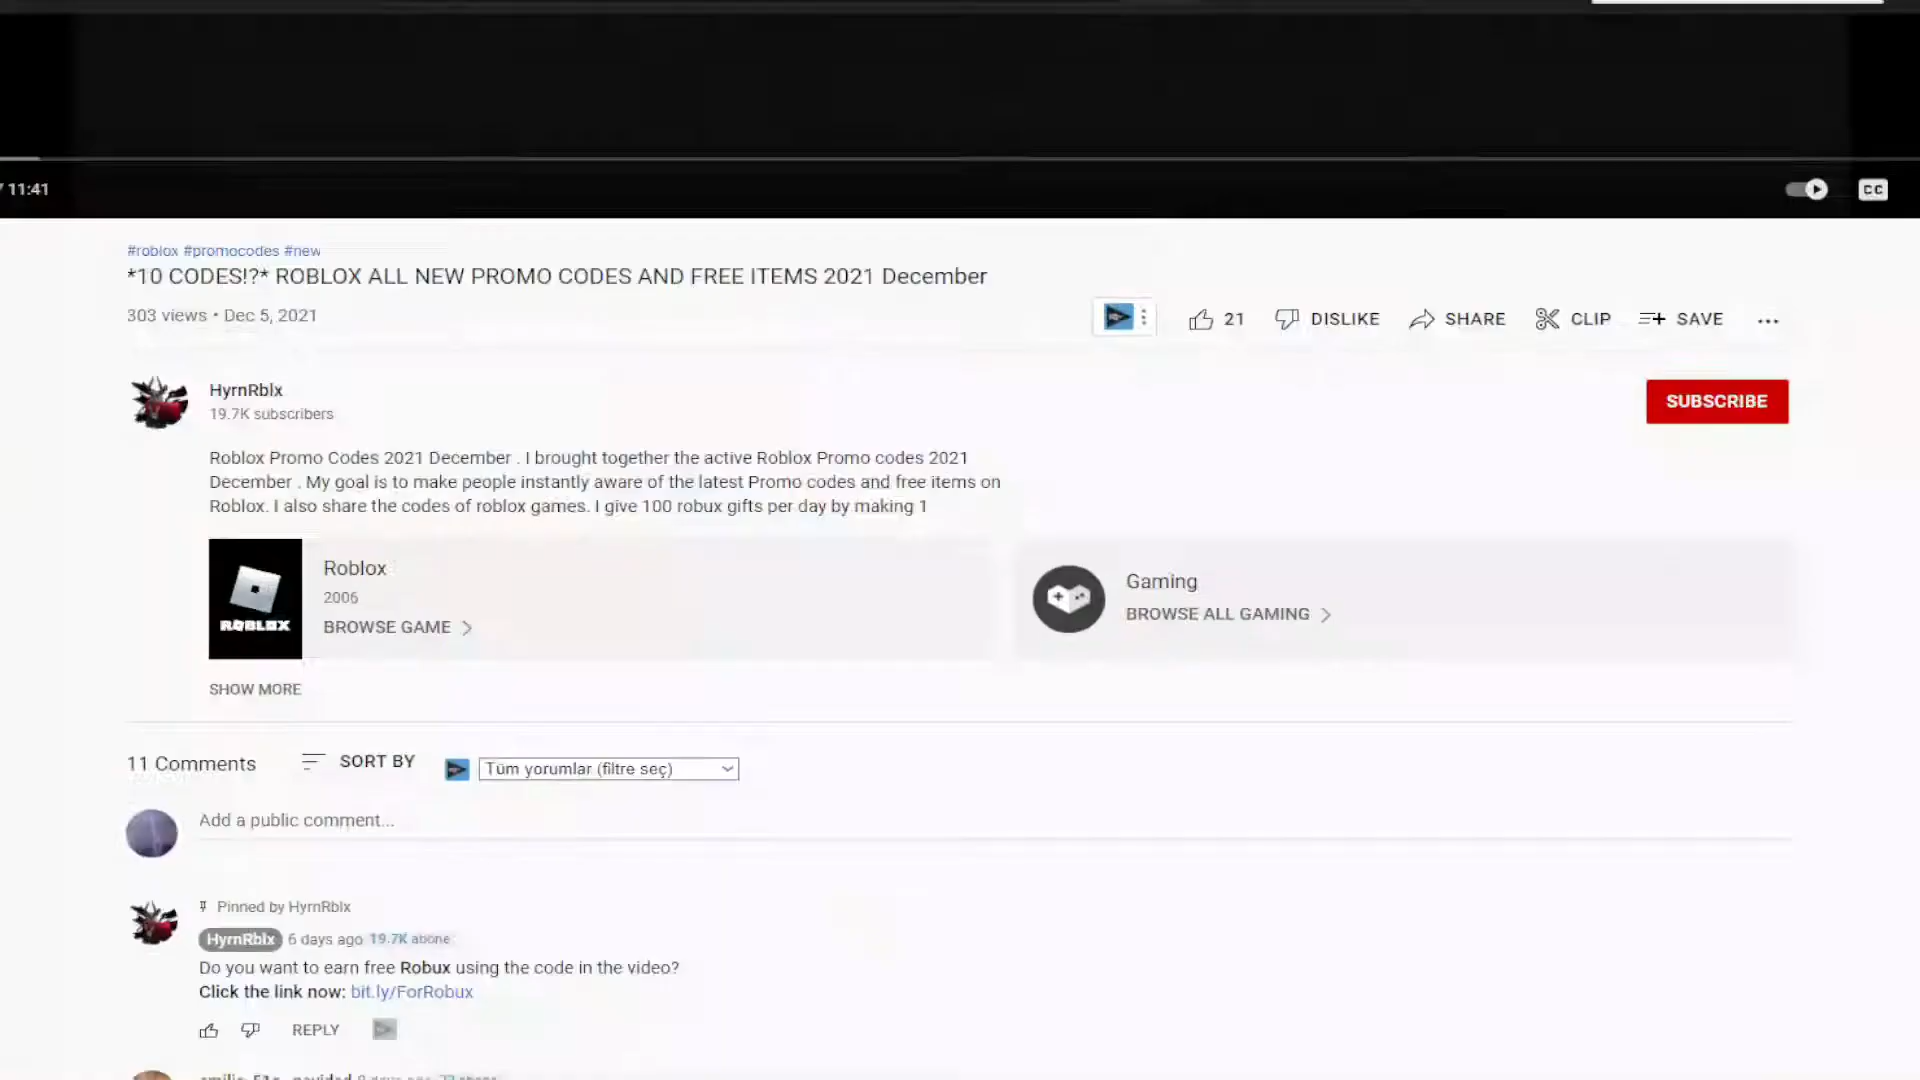 / 11:41
CC
#roblox #promocodes #new
*10 CODES!?* ROBLOX ALL NEW PROMO CODES AND FREE ITEMS 2021 December
303 views • Dec 5, 2021
21 DISLIKE SHARE CLIP SAVE ...
HyrnRblx
19.7K subscribers
SUBSCRIBE
Roblox Promo Codes 2021 December . I brought together the active Roblox Promo codes 2021
December . My goal is to make people instantly aware of the latest Promo codes and free items on
Roblox. I also share the codes of roblox games. I give 100 robux gifts per day by making 1
ROBLOX
Roblox
2006
BROWSE GAME
Gaming
BROWSE ALL GAMING
SHOW MORE
11 Comments SORT BY Tüm yorumlar (filtre seç)
Add a public comment...
Pinned by HyrnRblx
HyrnRblx 6 days ago 19.7K abone
Do you want to earn free Robux using the code in the video?
Click the link now: bit.ly/ForRobux
REPLY